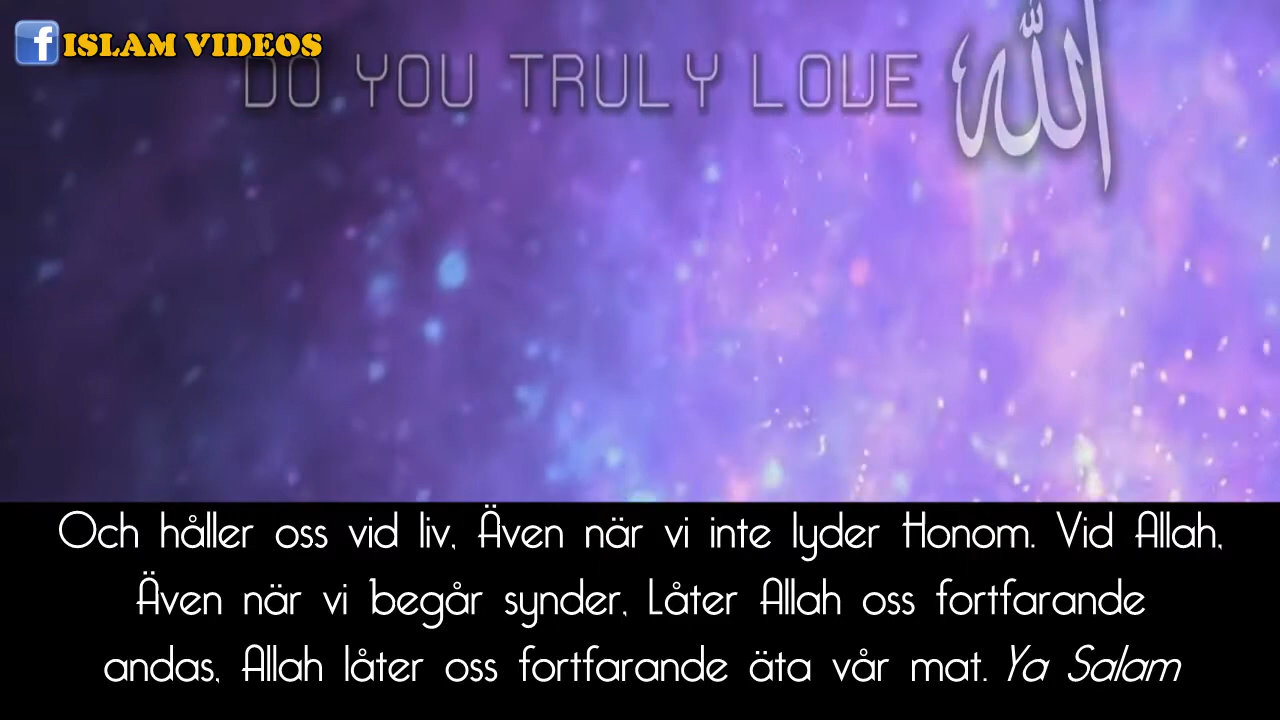 f ISLAM VIDEOS
DO YOU TRULY LOVE الله
Och håller oss vid liv, Även när vi inte lyder Honom. Vid Allah,
Även när vi begår synder, Låter Allah oss fortfarande
andas, Allah låter oss fortfarande äta vår mat. Ya Salam